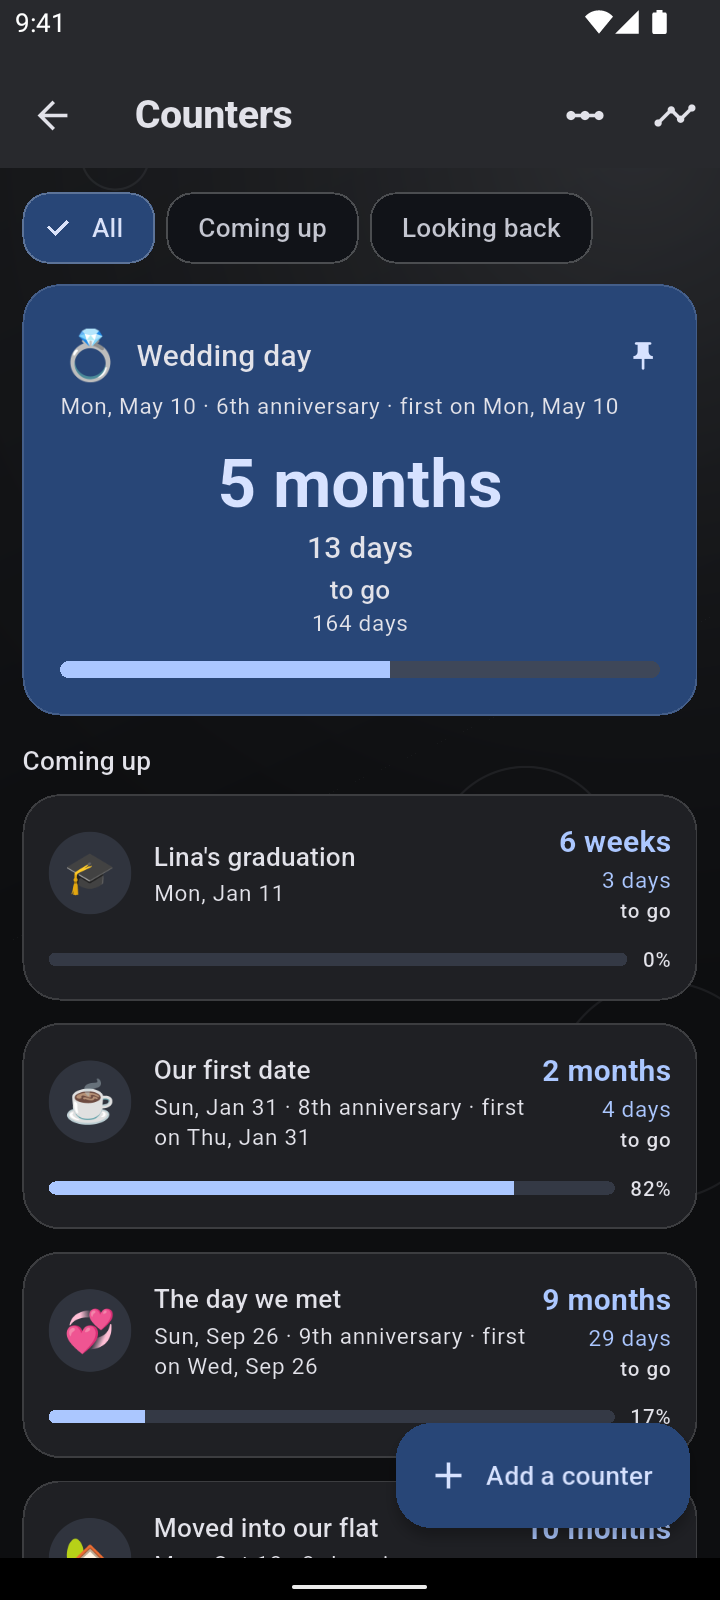 9:41
Counters
All
Coming up
Looking back
Wedding day
Mon, May 10 · 6th anniversary · first on Mon, May 10
5 months
13 days
to go
164 days
Coming up
Lina's graduation
Mon, Jan 11
6 weeks
3 days
to go
0%
Our first date
Sun, Jan 31 · 8th anniversary · first
on Thu, Jan 31
2 months
4 days
to go
82%
The day we met
Sun, Sep 26 · 9th anniversary · first
on Wed, Sep 26
9 months
29 days
to go
17%
Add a counter
Moved into our flat
10 months